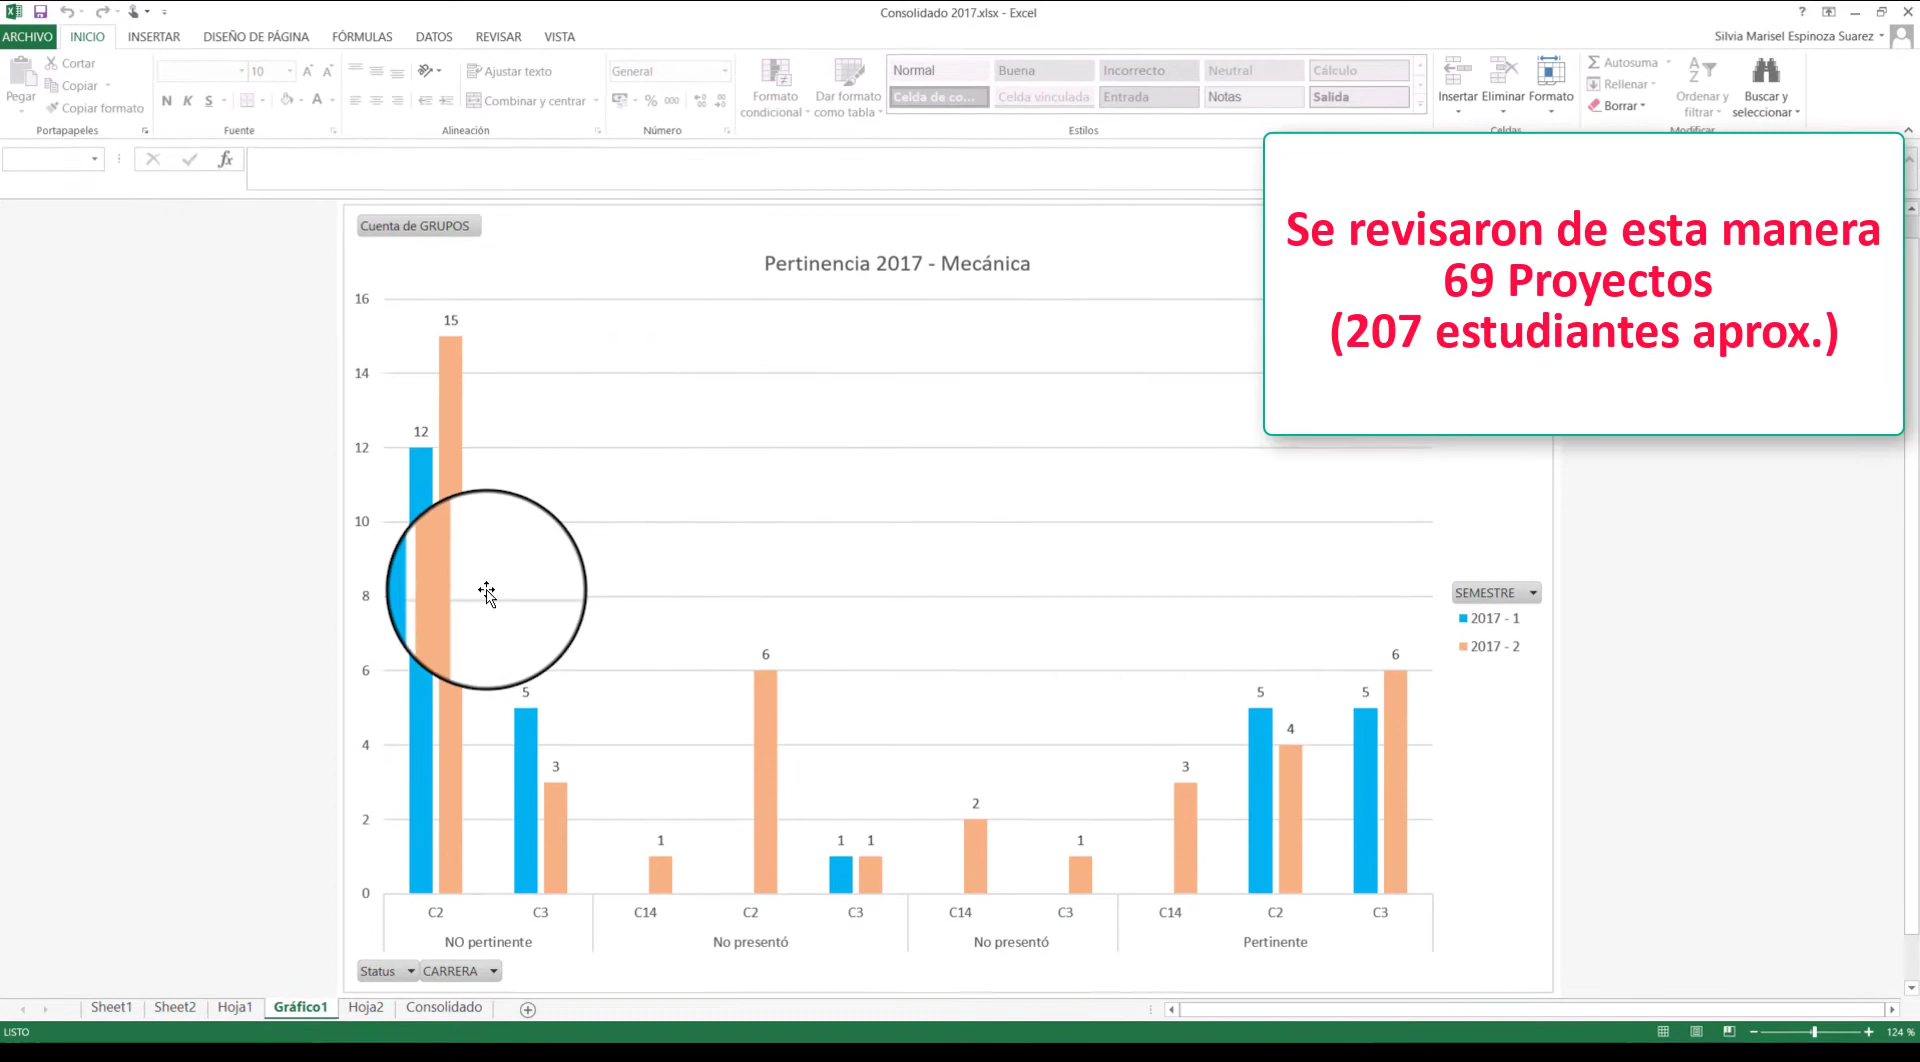 Consolidado 2017.xlsx - Excel
ARCHIVO INICIO INSERTAR DISEÑO DE PÁGINA FÓRMULAS DATOS REVISAR VISTA
Silvia Marisel Espinoza Suarez
Pegar
Cortar
Copiar
Copiar formato
Portapapeles
10
N K S
Fuente
Ajustar texto
Combinar y centrar
Alineación
General
% 000
Número
Formato condicional
Dar formato como tabla
Normal Buena Incorrecto Neutral Cálculo
Celda de co... Celda vinculada Entrada Notas Salida
Estilos
Insertar Eliminar Formato
Celdas
Autosuma
Rellenar
Borrar
Ordenar y filtrar
Buscar y seleccionar
Modificar
fx
Se revisaron de esta manera
69 Proyectos
(207 estudiantes aprox.)
Cuenta de GRUPOS
Pertinencia 2017 - Mecánica
16
14
12
10
8
6
4
2
0
12 15 5 3 1 6 1 1 2 1 3 5 4 5 6
SEMESTRE
2017 - 1
2017 - 2
C2 C3 C14 C2 C3 C14 C3 C14 C2 C3
NO pertinente No presentó No presentó Pertinente
Status CARRERA
Sheet1 Sheet2 Hoja1 Gráfico1 Hoja2 Consolidado
LISTO
124 %